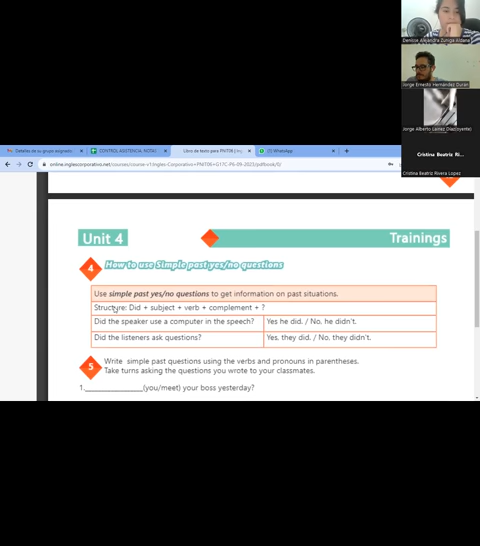 Denisse Alejandra Zuniga Aldana
Jorge Ernesto Hernandez Duran
Jorge Alberto Lainez Diaz(oyente)
Cristina Beatriz Ri...
Cristina Beatriz Rivera Lopez
Detalles de su grupo asignado
CONTROL ASISTENCIA, NOTAS
Libro de texto para PNT06 | Ing
(1) WhatsApp
Unit 4
Trainings
4
How to use Simple past yes/no questions
Use simple past yes/no questions to get information on past situations.
Structure: Did + subject + verb + complement + ?
Did the speaker use a computer in the speech? Yes he did. / No, he didn't.
Did the listeners ask questions? Yes, they did. / No, they didn't.
5
Write simple past questions using the verbs and pronouns in parentheses.
Take turns asking the questions you wrote to your classmates.
1.______________(you/meet) your boss yesterday?